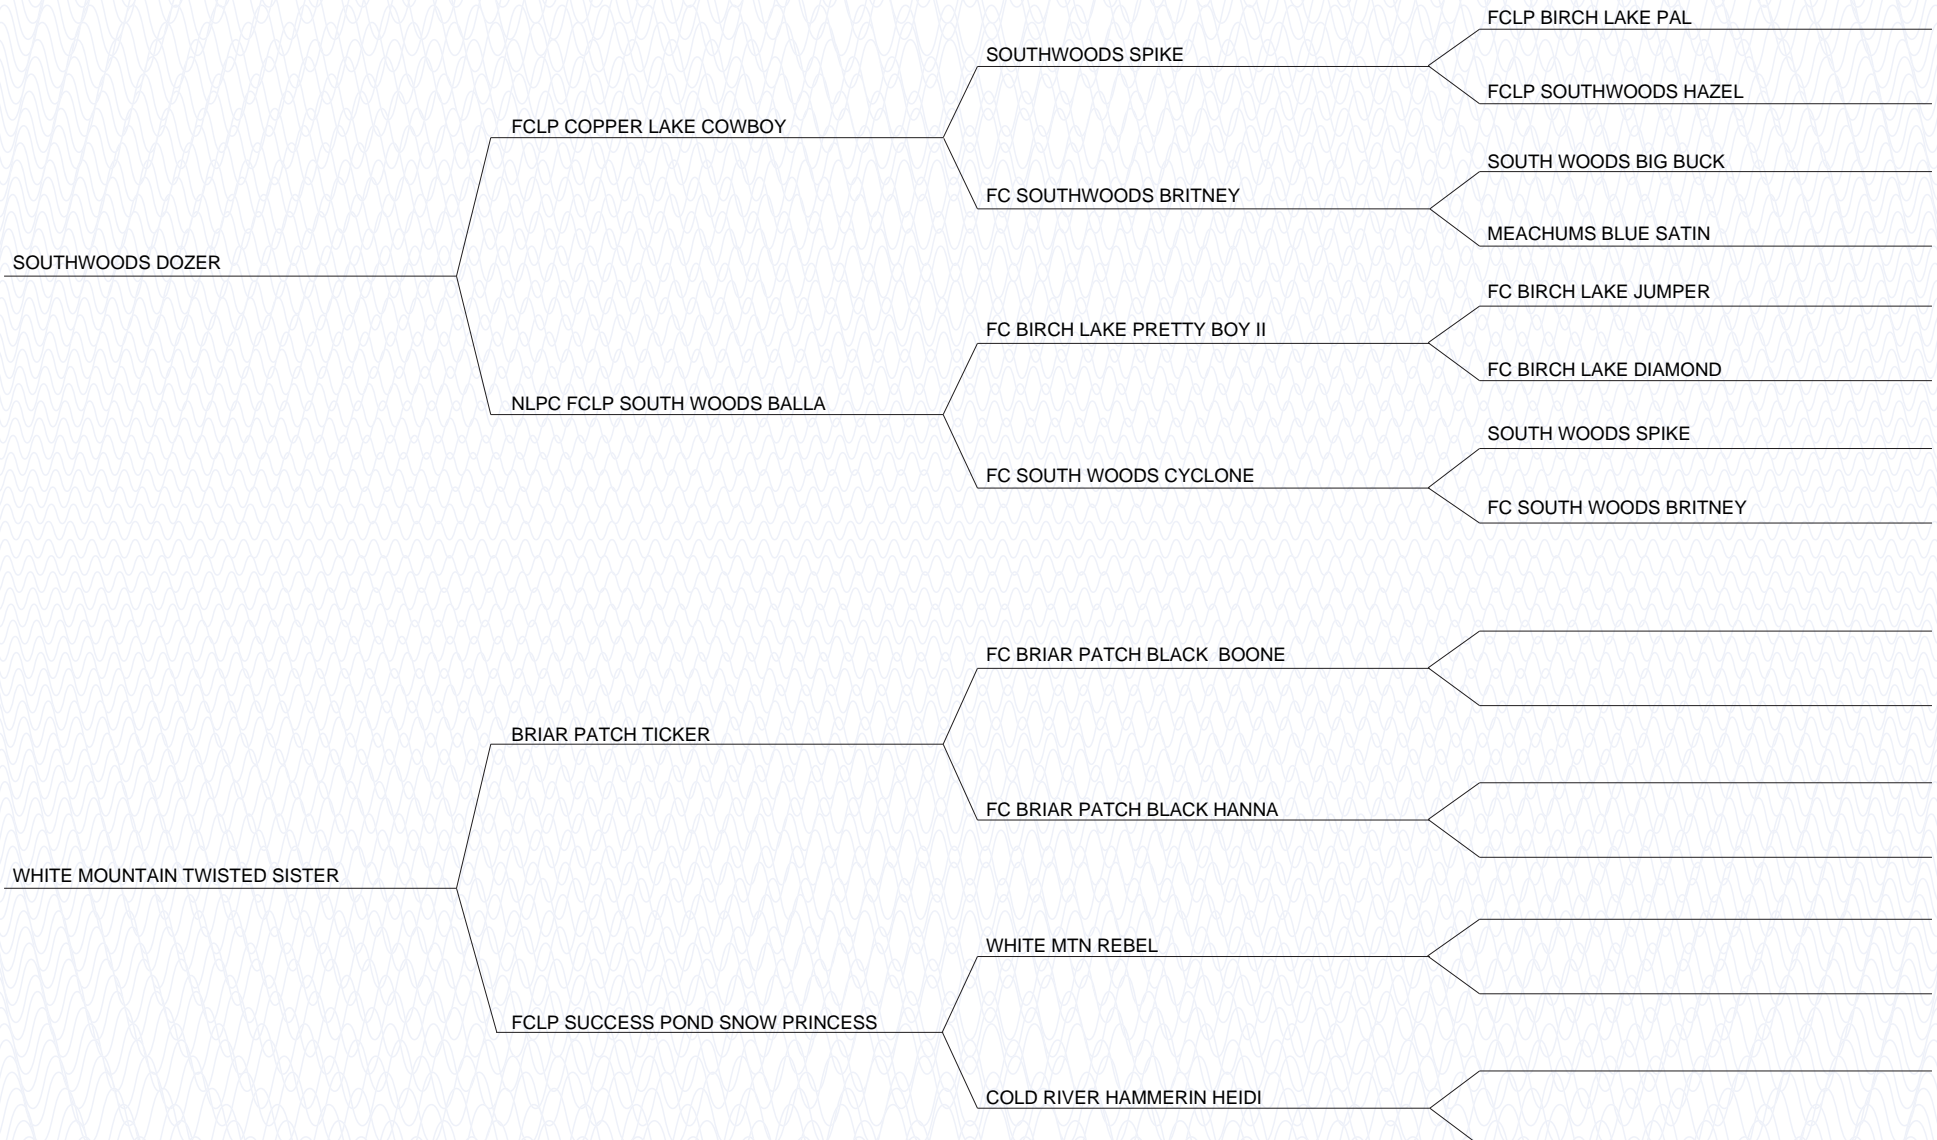 FCLP BIRCH LAKE PAL
SOUTHWOODS SPIKE
FCLP SOUTHWOODS HAZEL
FCLP COPPER LAKE COWBOY
SOUTH WOODS BIG BUCK
FC SOUTHWOODS BRITNEY
MEACHUMS BLUE SATIN
SOUTHWOODS DOZER
FC BIRCH LAKE JUMPER
FC BIRCH LAKE PRETTY BOY II
FC BIRCH LAKE DIAMOND
NLPC FCLP SOUTH WOODS BALLA
SOUTH WOODS SPIKE
FC SOUTH WOODS CYCLONE
FC SOUTH WOODS BRITNEY
FC BRIAR PATCH BLACK  BOONE
BRIAR PATCH TICKER
FC BRIAR PATCH BLACK HANNA
WHITE MOUNTAIN TWISTED SISTER
WHITE MTN REBEL
FCLP SUCCESS POND SNOW PRINCESS
COLD RIVER HAMMERIN HEIDI